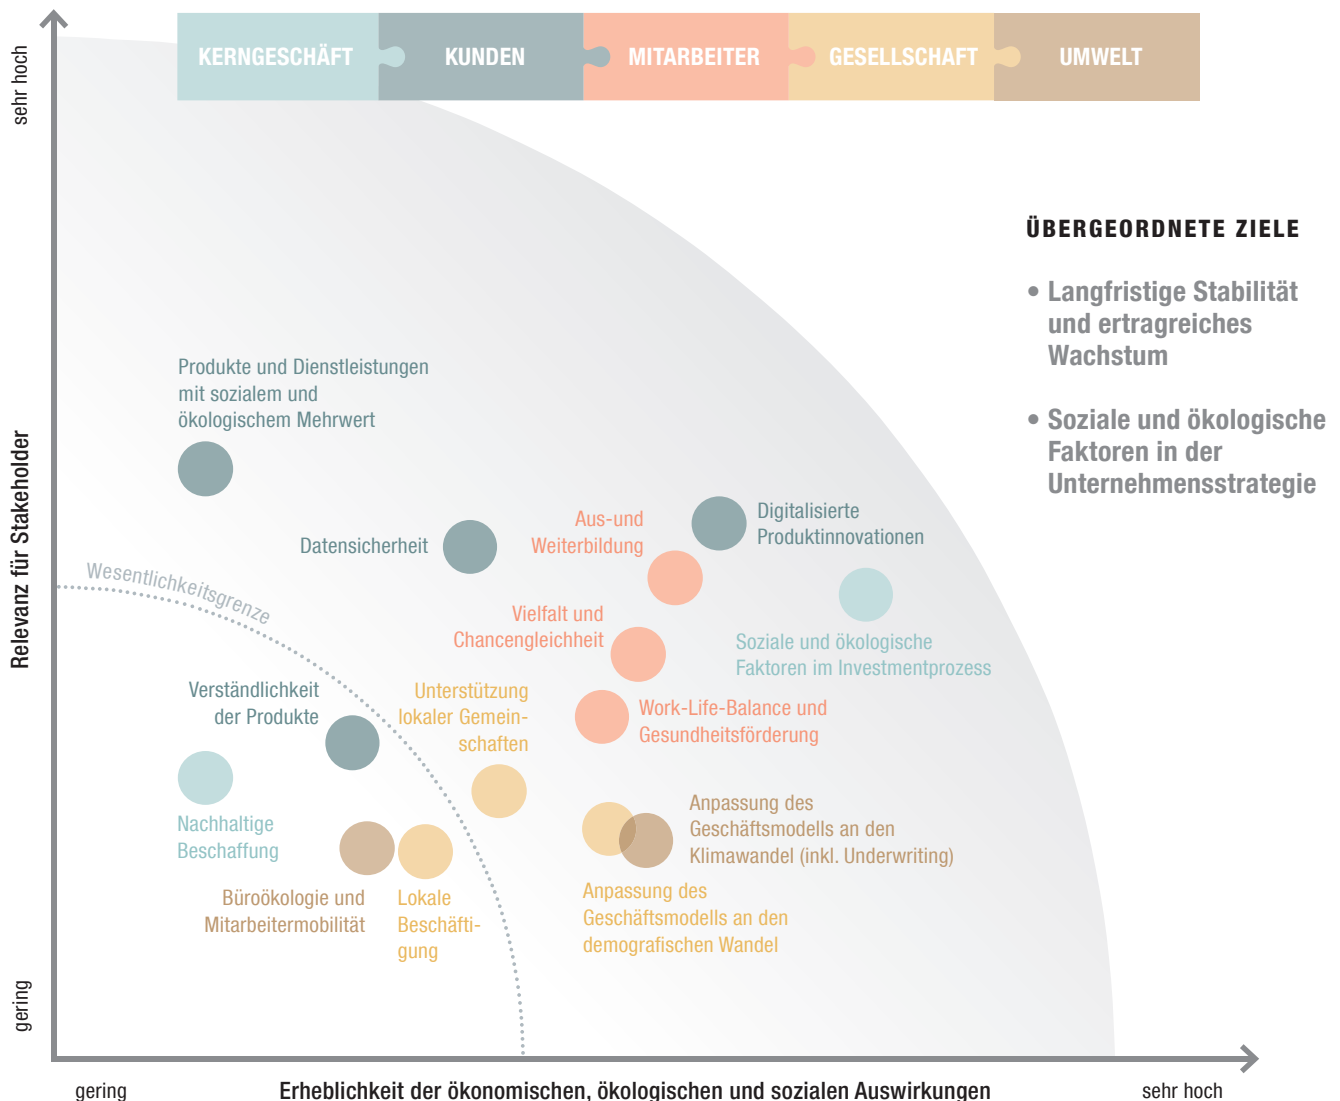 KERNGESCHÄFT
KUNDEN
MITARBEITER
GESELLSCHAFT
UMWELT
sehr hoch
Relevanz für Stakeholder
gering
ÜBERGEORDNETE ZIELE
• Langfristige Stabilität
und ertragreiches
Wachstum
• Soziale und ökologische
Faktoren in der
Unternehmensstrategie
Produkte und Dienstleistungen
mit sozialem und
ökologischem Mehrwert
Datensicherheit
Aus-und
Weiterbildung
Digitalisierte
Produktinnovationen
Wesentlichkeitsgrenze
Vielfalt und
Chancengleichheit
Soziale und ökologische
Faktoren im Investmentprozess
Verständlichkeit
der Produkte
Unterstützung
lokaler Gemein-
schaften
Work-Life-Balance und
Gesundheitsförderung
Nachhaltige
Beschaffung
Anpassung des
Geschäftsmodells an den
Klimawandel (inkl. Underwriting)
Büroökologie und
Mitarbeitermobilität
Lokale
Beschäfti-
gung
Anpassung des
Geschäftsmodells an den
demografischen Wandel
gering
Erheblichkeit der ökonomischen, ökologischen und sozialen Auswirkungen
sehr hoch